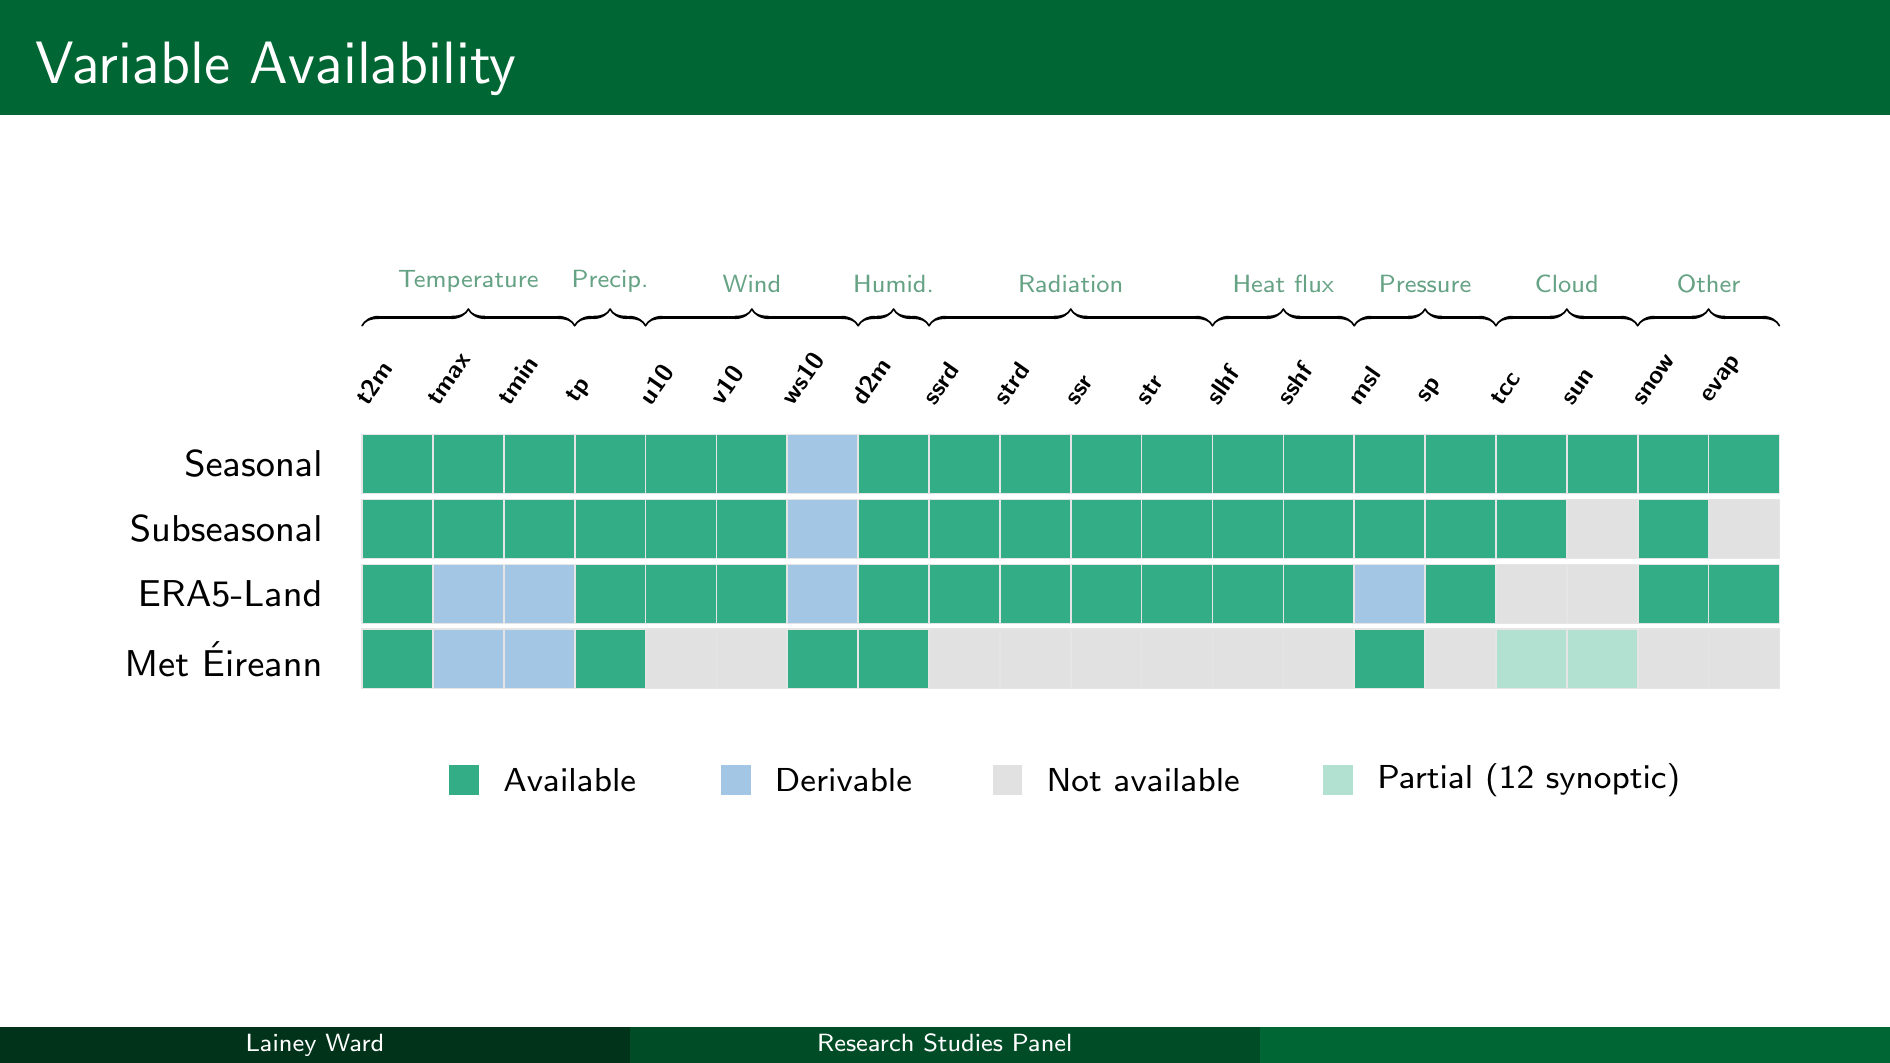 Variable Availability
Temperature Precip. Wind Humid. Radiation Heat flux Pressure Cloud Other
t2m tmax tmin tp u10 v10 ws10 d2m ssrd strd ssr str slhf sshf msl sp tcc sun snow evap
Seasonal
Subseasonal
ERA5-Land
Met Éireann
Available Derivable Not available Partial (12 synoptic)
Lainey Ward Research Studies Panel